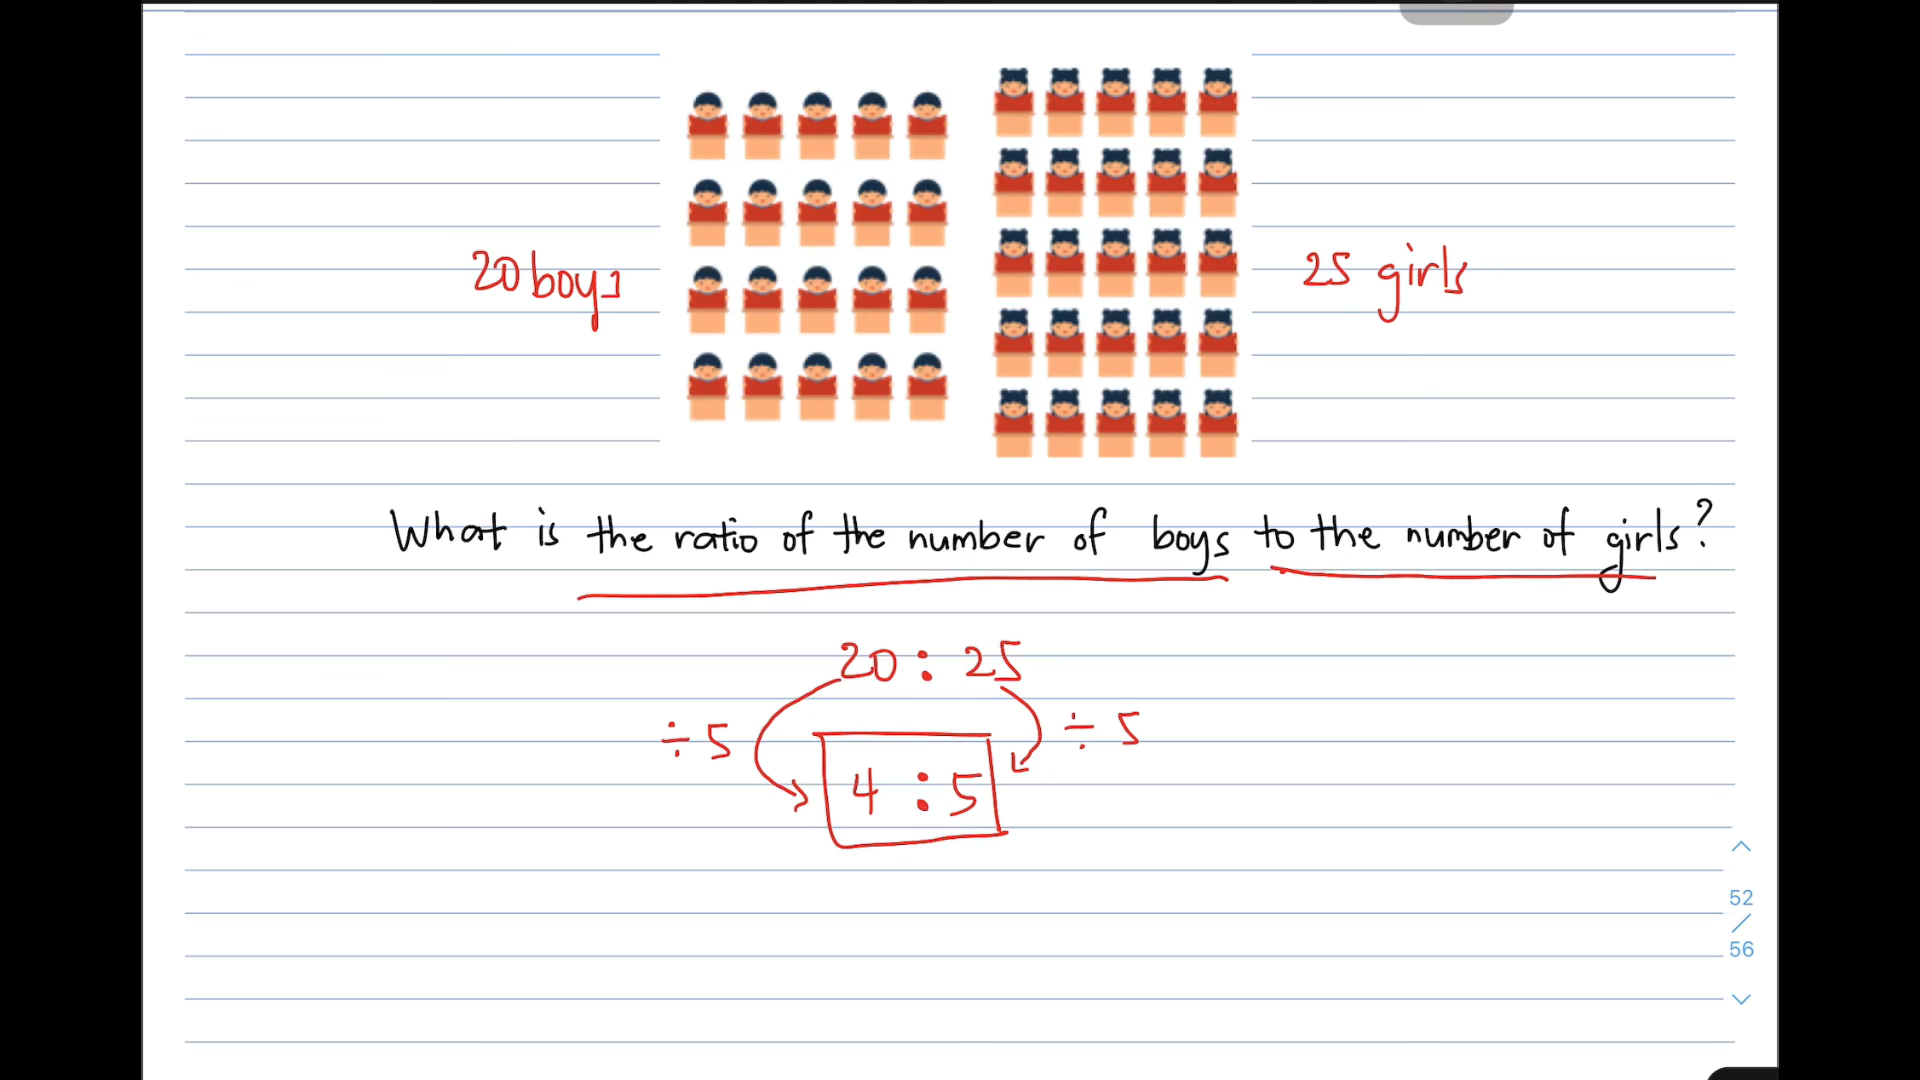 20 boys
25 girls
What is the ratio of the number of boys to the number of girls?
20 : 25
÷ 5
÷ 5
4 : 5
52
/
56